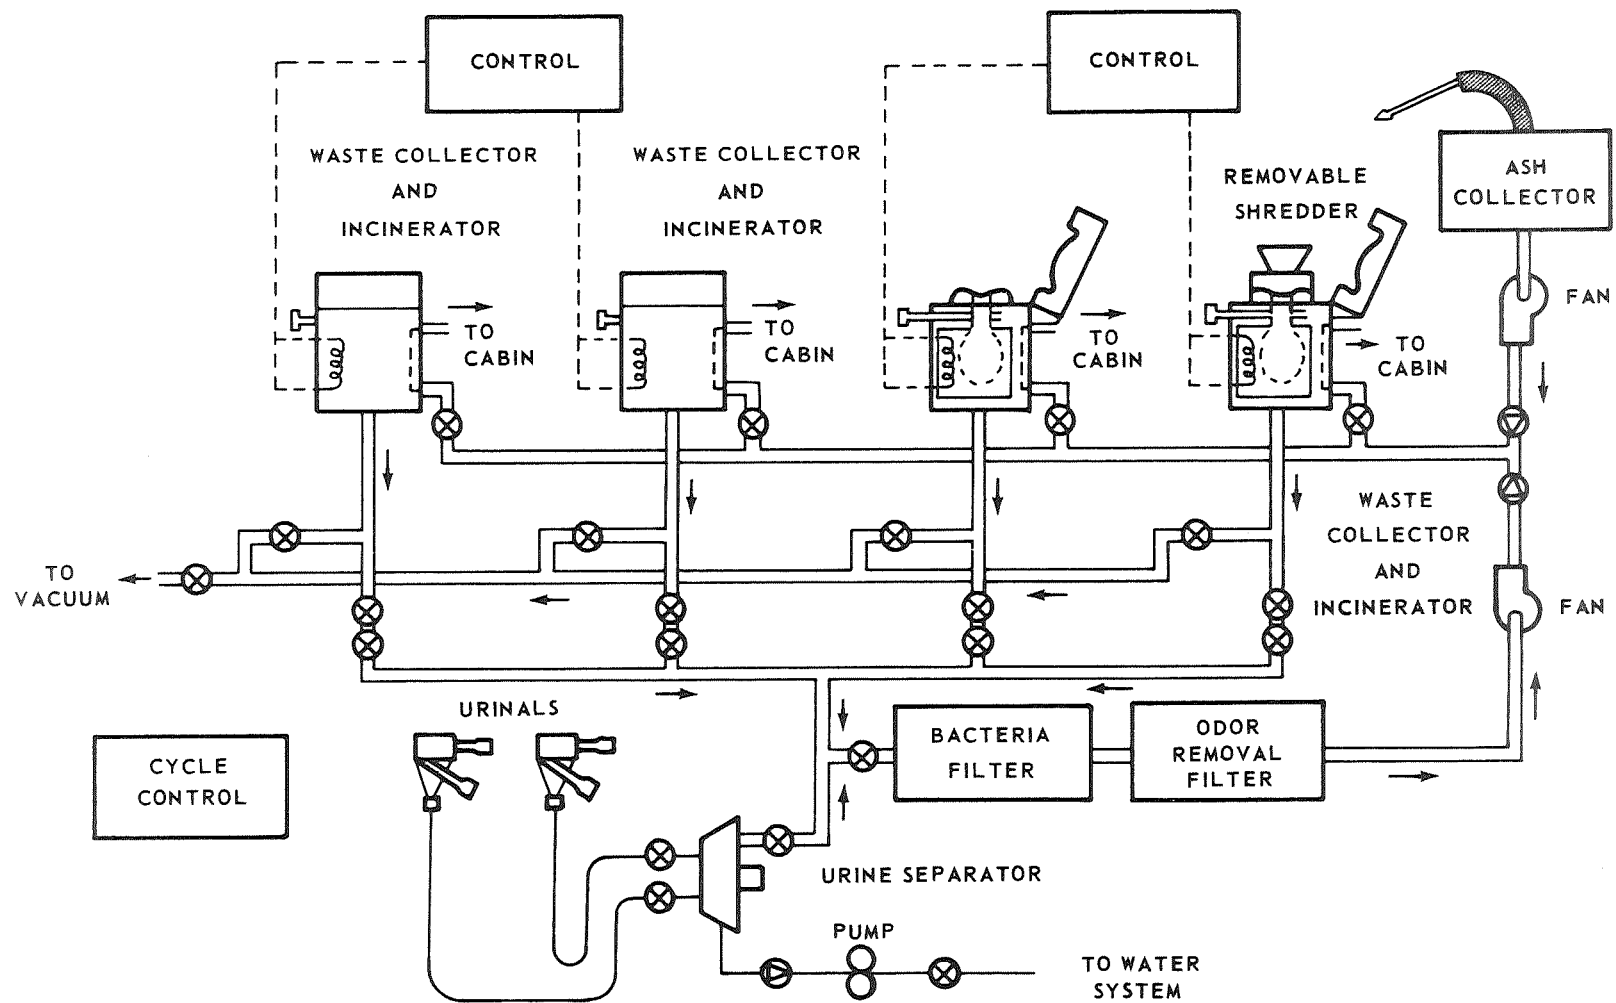 CONTROL
CONTROL
WASTE COLLECTOR
AND
INCINERATOR
WASTE COLLECTOR
AND
INCINERATOR
REMOVABLE
SHREDDER
ASH
COLLECTOR
FAN
TO
CABIN
TO
CABIN
TO
CABIN
TO
CABIN
WASTE
COLLECTOR
AND
INCINERATOR
FAN
TO
VACUUM
URINALS
CYCLE
CONTROL
BACTERIA
FILTER
ODOR
REMOVAL
FILTER
URINE SEPARATOR
PUMP
TO WATER
SYSTEM